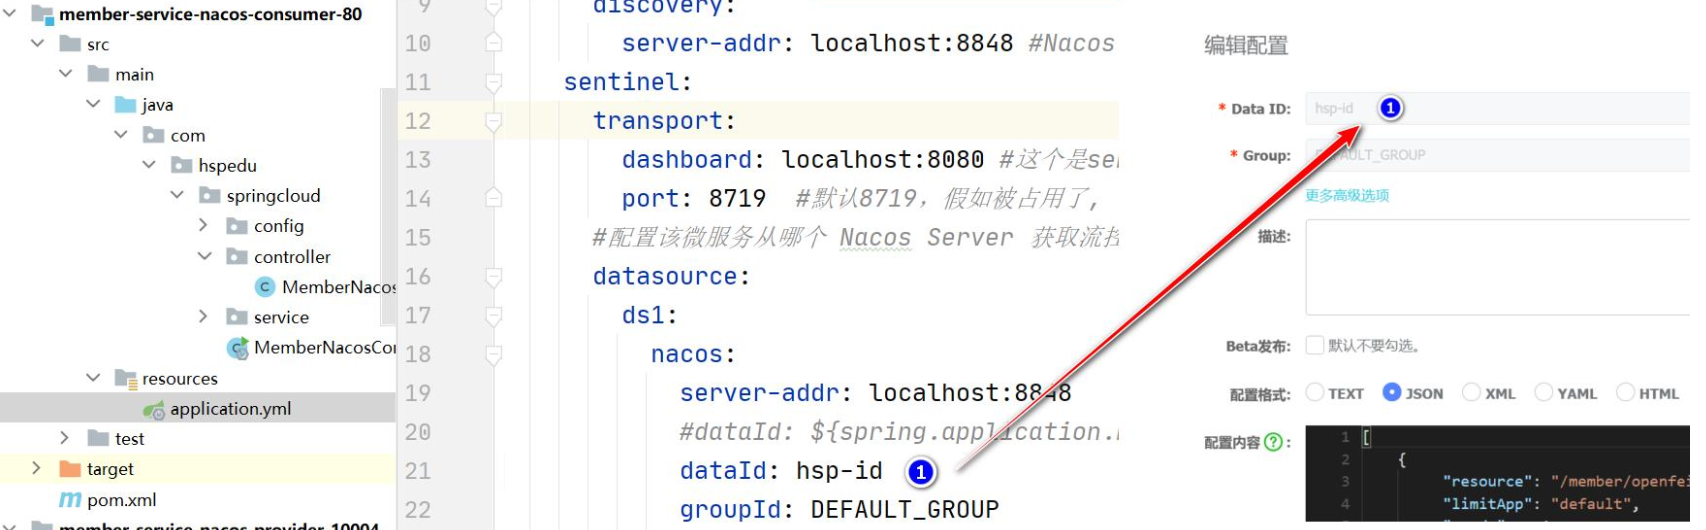 member-service-nacos-consumer-80
src
main
java
com
hspedu
springcloud
config
controller
MemberNacos
service
MemberNacosCo
resources
application.yml
test
target
pom.xml
member-service-nacos-provider-10004
9 discovery:
10 server-addr: localhost:8848 #Nacos
11 sentinel:
12 transport:
13 dashboard: localhost:8080 #这个是se
14 port: 8719 #默认8719，假如被占用了,
15 #配置该微服务从哪个 Nacos Server 获取流控
16 datasource:
17 ds1:
18 nacos:
19 server-addr: localhost:8848
20 #dataId: ${spring.application.
21 dataId: hsp-id 1
22 groupId: DEFAULT_GROUP
编辑配置
* Data ID: hsp-id 1
* Group: DEFAULT_GROUP
更多高级选项
描述:
Beta发布: 默认不要勾选。
配置格式: TEXT JSON XML YAML HTML
配置内容 ? :
1 [
2 {
3 "resource": "/member/openfei
4 "limitApp": "default",